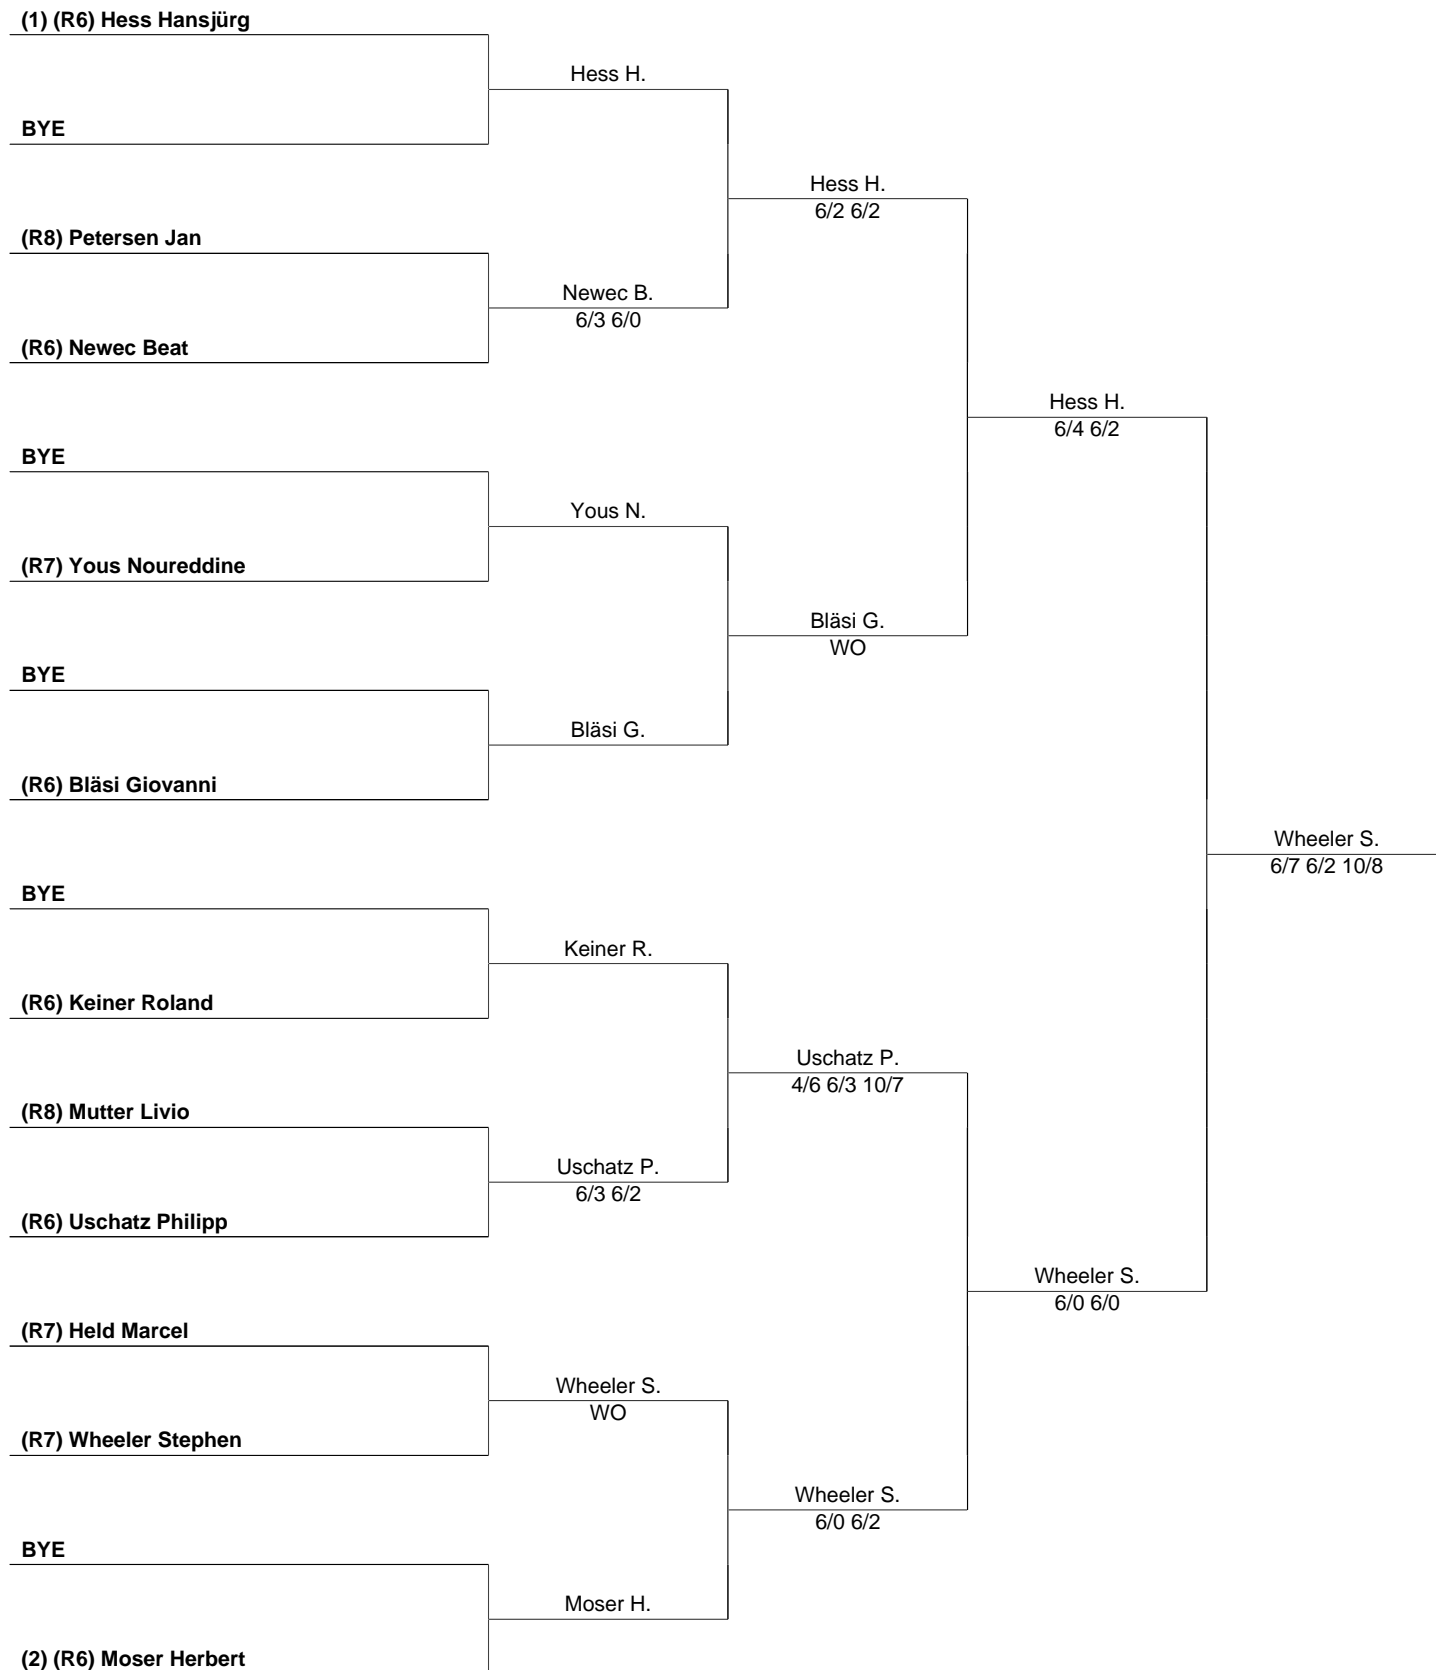 (1) (R6) Hess Hansjürg
Hess H.
BYE
Hess H.
6/2 6/2
(R8) Petersen Jan
Newec B.
6/3 6/0
(R6) Newec Beat
Hess H.
6/4 6/2
BYE
Yous N.
(R7) Yous Noureddine
Bläsi G.
WO
BYE
Bläsi G.
(R6) Bläsi Giovanni
Wheeler S.
6/7 6/2 10/8
BYE
Keiner R.
(R6) Keiner Roland
Uschatz P.
4/6 6/3 10/7
(R8) Mutter Livio
Uschatz P.
6/3 6/2
(R6) Uschatz Philipp
Wheeler S.
6/0 6/0
(R7) Held Marcel
Wheeler S.
WO
(R7) Wheeler Stephen
Wheeler S.
6/0 6/2
BYE
Moser H.
(2) (R6) Moser Herbert